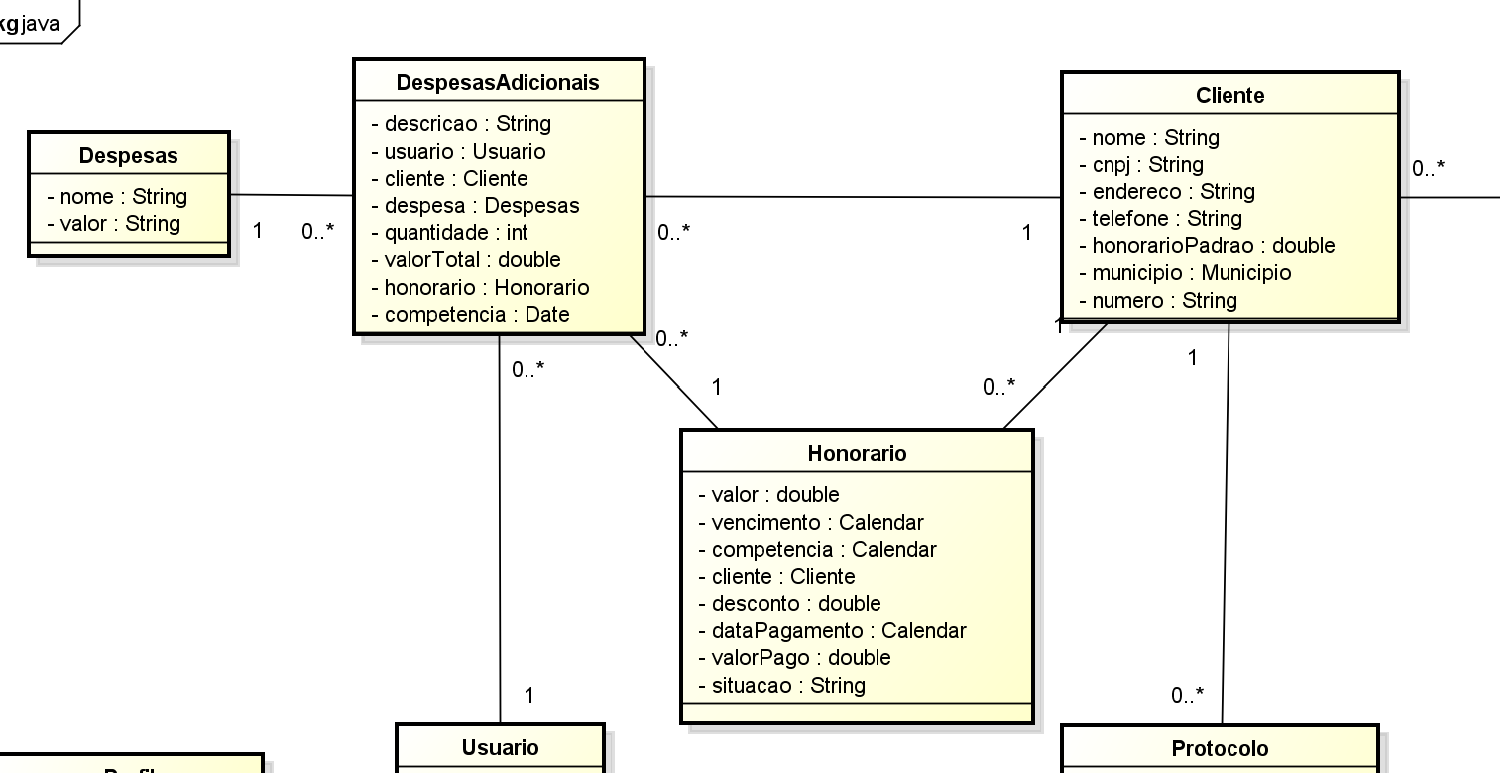 kg java
DespesasAdicionais
- descricao : String
- usuario : Usuario
- cliente : Cliente
- despesa : Despesas
- quantidade : int
- valorTotal : double
- honorario : Honorario
- competencia : Date
Cliente
- nome : String
- cnpj : String
- endereco : String
- telefone : String
- honorarioPadrao : double
- municipio : Municipio
- numero : String
0..*
Despesas
- nome : String
- valor : String
1
0..*
0..*
1
0..*
1
0..*
1
0..*
1
1
Honorario
- valor : double
- vencimento : Calendar
- competencia : Calendar
- cliente : Cliente
- desconto : double
- dataPagamento : Calendar
- valorPago : double
- situacao : String
1
0..*
Usuario
Protocolo